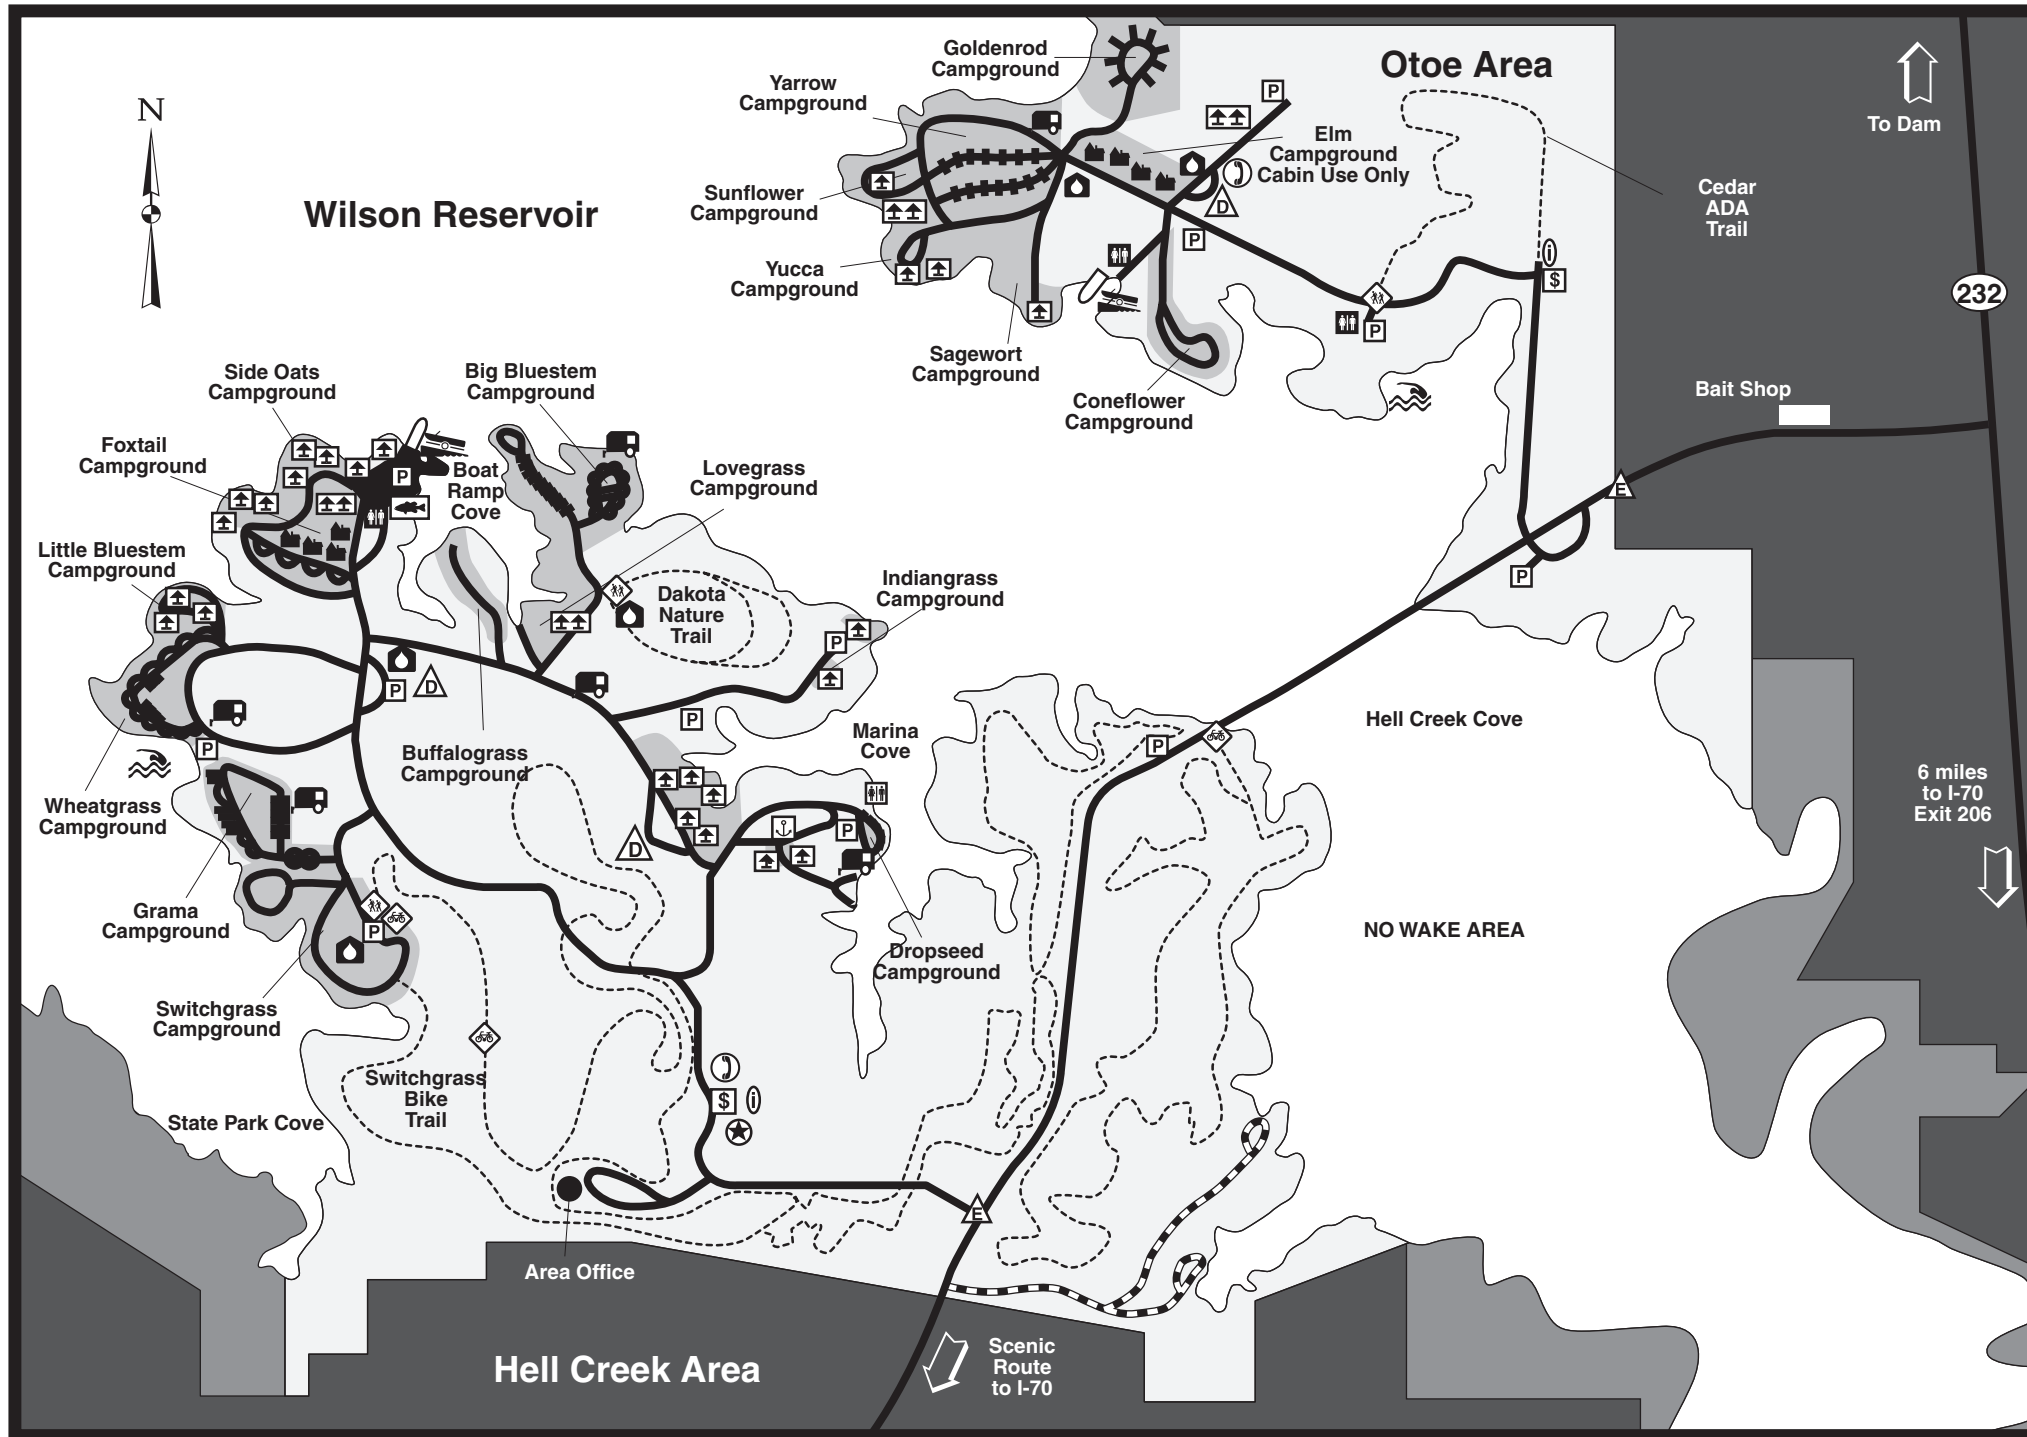 N
Wilson Reservoir
Goldenrod
Campground
Yarrow
Campground
Otoe Area
To Dam
P
Elm
Campground
Cabin Use Only
D
Sunflower
Campground
Cedar
ADA
Trail
P
Yucca
Campground
i
$
232
P
Sagewort
Campground
Coneflower
Campground
Bait Shop
E
P
Side Oats
Campground
Big Bluestem
Campground
Foxtail
Campground
P
Boat
Ramp
Cove
Lovegrass
Campground
Little Bluestem
Campground
Indiangrass
Campground
Dakota
Nature
Trail
P
P
D
P
P
Marina
Cove
P
Hell Creek Cove
Buffalograss
Campground
Wheatgrass
Campground
6 miles
to I-70
Exit 206
D
P
Grama
Campground
P
NO WAKE AREA
Dropseed
Campground
Switchgrass
Campground
Switchgrass
Bike
Trail
$
i
State Park Cove
E
Area Office
Hell Creek Area
Scenic
Route
to I-70